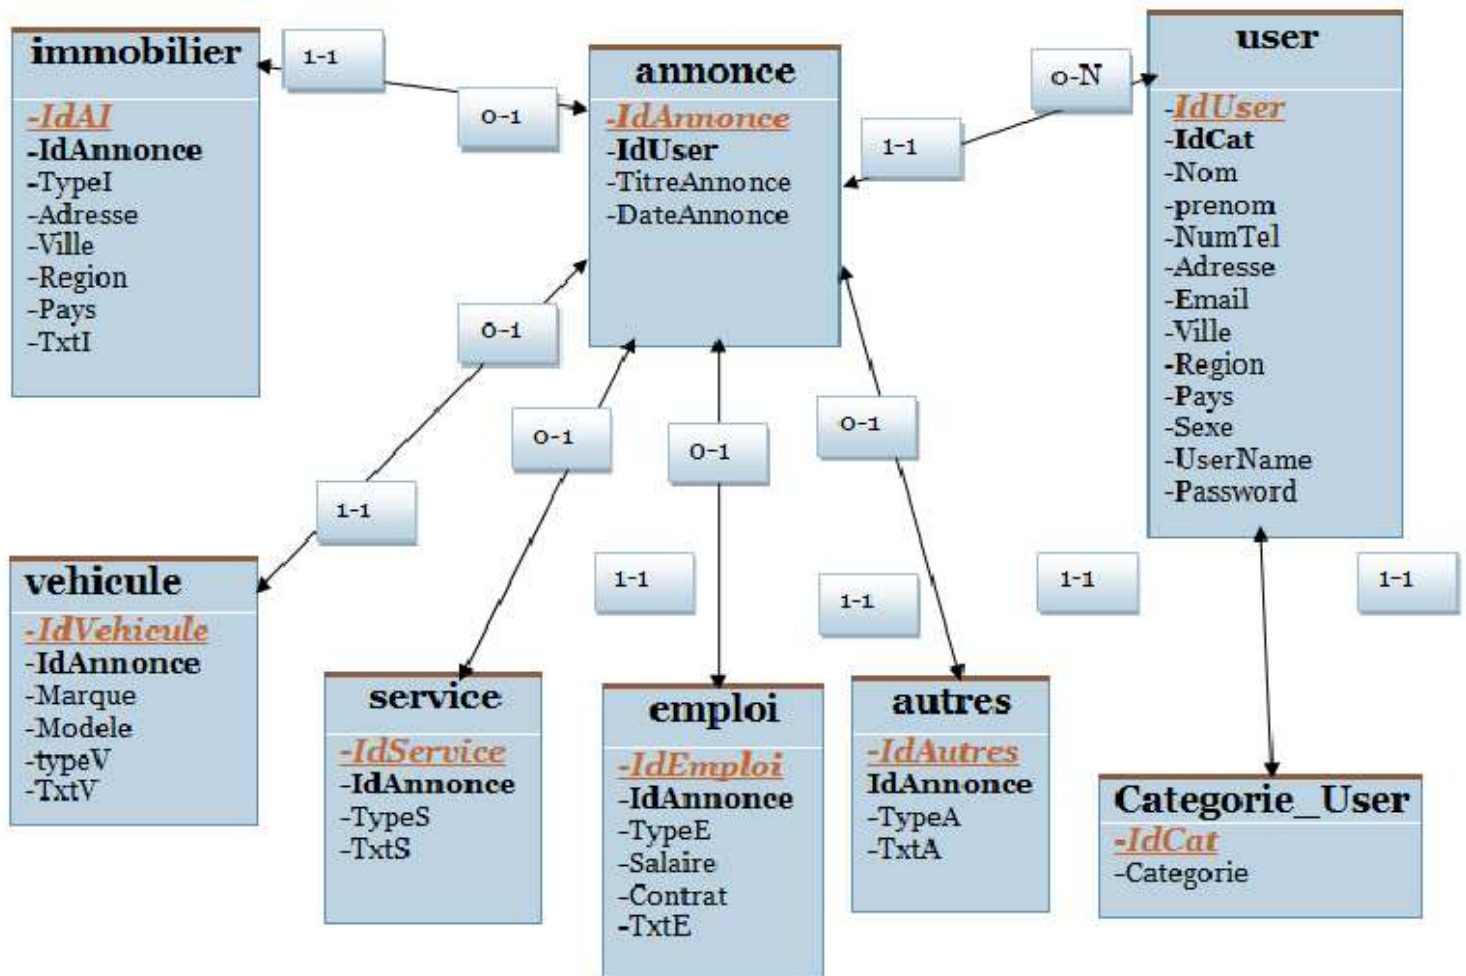 immobilier
-IdAI
-IdAnnonce
-TypeI
-Adresse
-Ville
-Region
-Pays
-TxtI
1-1
0-1
annonce
-IdAnnonce
-IdUser
-TitreAnnonce
-DateAnnonce
0-N
1-1
user
-IdUser
-IdCat
-Nom
-prenom
-NumTel
-Adresse
-Email
-Ville
-Region
-Pays
-Sexe
-UserName
-Password
0-1
1-1
0-1
0-1
0-1
1-1
1-1
1-1
1-1
vehicule
-IdVehicule
-IdAnnonce
-Marque
-Modele
-typeV
-TxtV
service
-IdService
-IdAnnonce
-TypeS
-TxtS
emploi
-IdEmploi
-IdAnnonce
-TypeE
-Salaire
-Contrat
-TxtE
autres
-IdAutres
IdAnnonce
-TypeA
-TxtA
Categorie_User
-IdCat
-Categorie